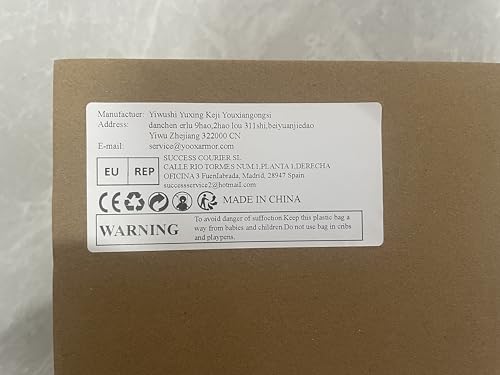 Manufactuer: Yiwushi Yuxing Keji Youxiangongsi
Address: danchen erlu 9hao,2hao lou 311shi,beiyuanjiedao
Yiwu Zhejiang 322000 CN
E-mail: service@yooxarmor.com
EU REP
SUCCESS COURIER SL
CALLE RIO TORMES NUM 1,PLANTA 1,DERECHA
OFICINA 3 Fuenlabrada, Madrid, 28947 Spain
successservice2@hotmail.com
CE MADE IN CHINA
WARNING
To avoid danger of suffoction Keep this plastic bag a
way from babies and children.Do not use bag in cribs
and playpens.